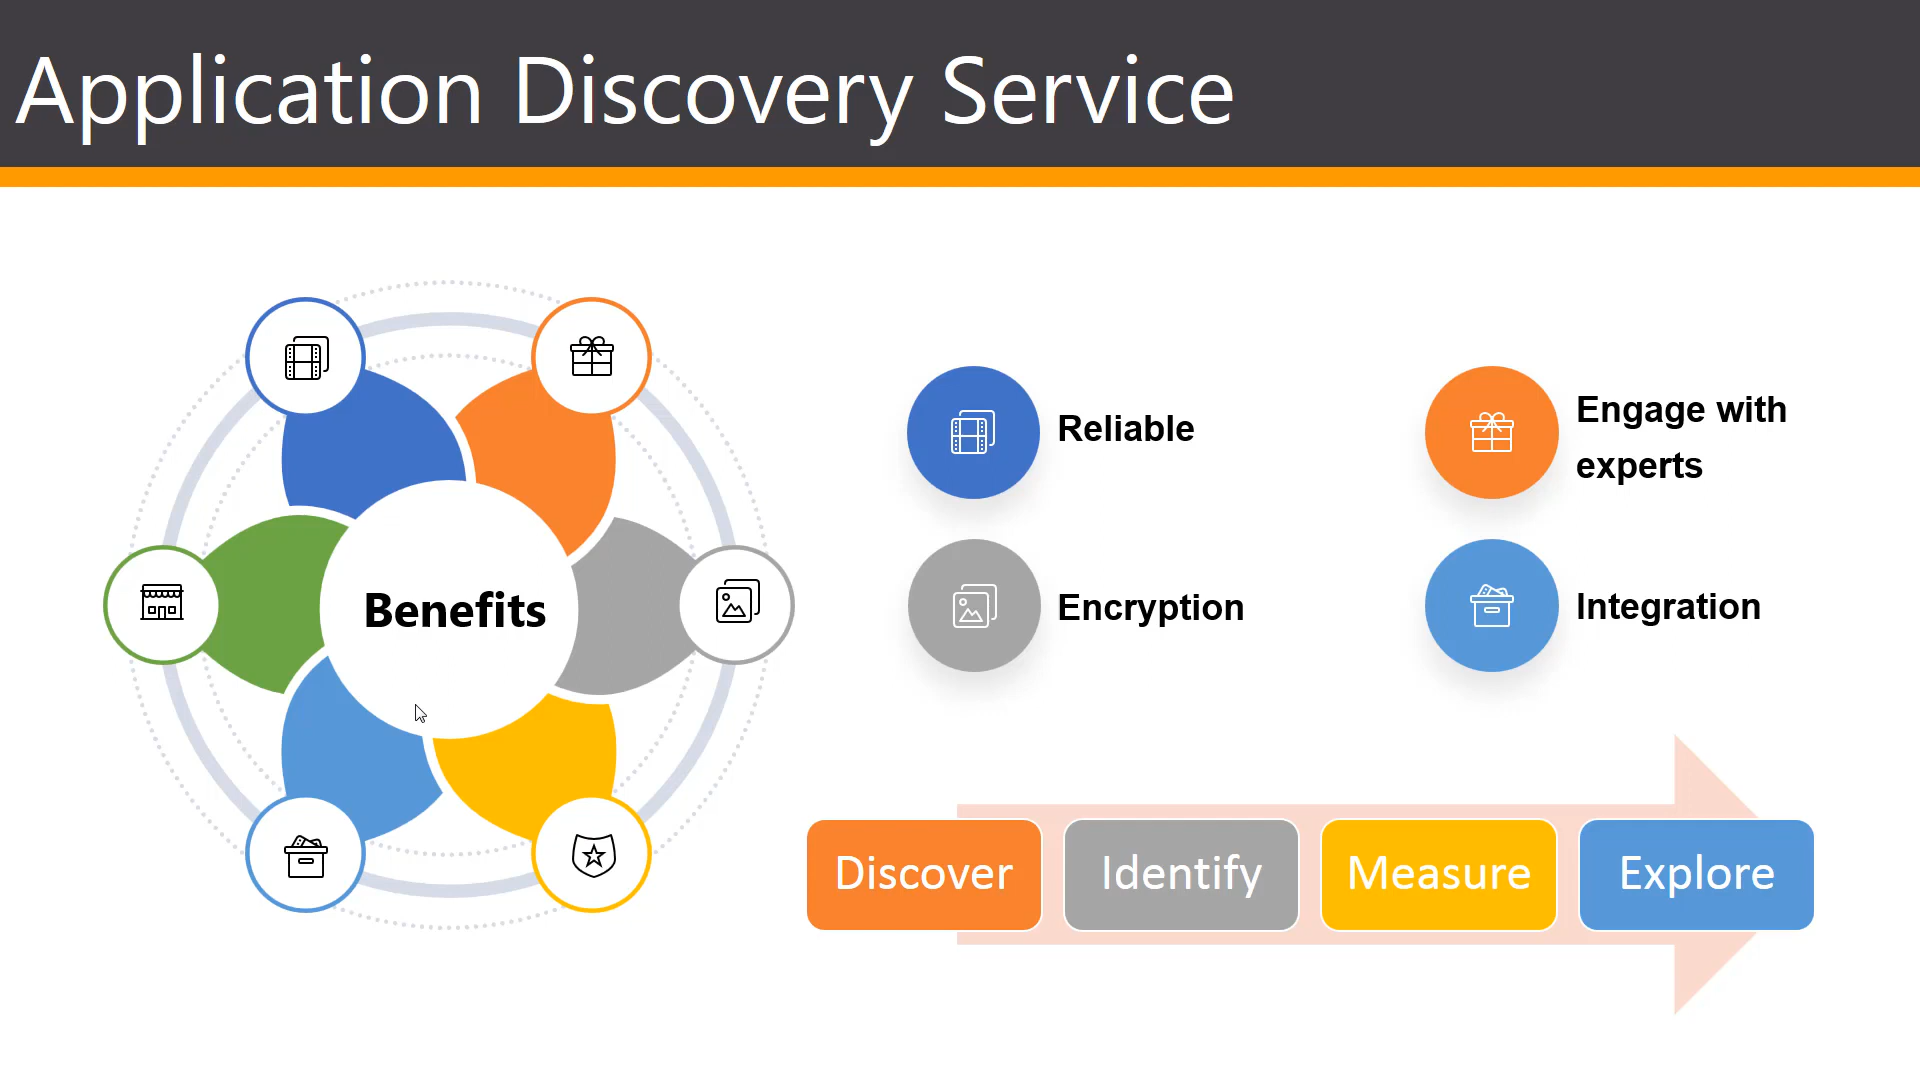 Application Discovery Service
Benefits
Reliable
Engage with
experts
Encryption
Integration
Discover
Identify
Measure
Explore